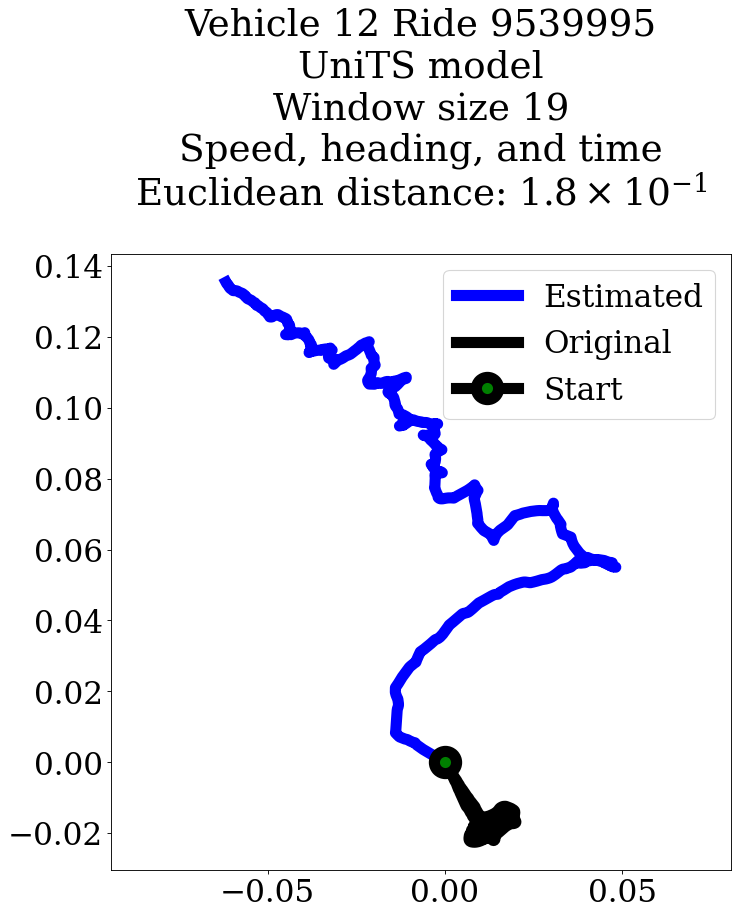 Vehicle 12 Ride 9539995
UniTS model
Window size 19
Speed, heading, and time
Euclidean distance: 1.8 × 10⁻¹
0.14
0.12
0.10
0.08
0.06
0.04
0.02
0.00
−0.02
Estimated
Original
Start
−0.05
0.00
0.05